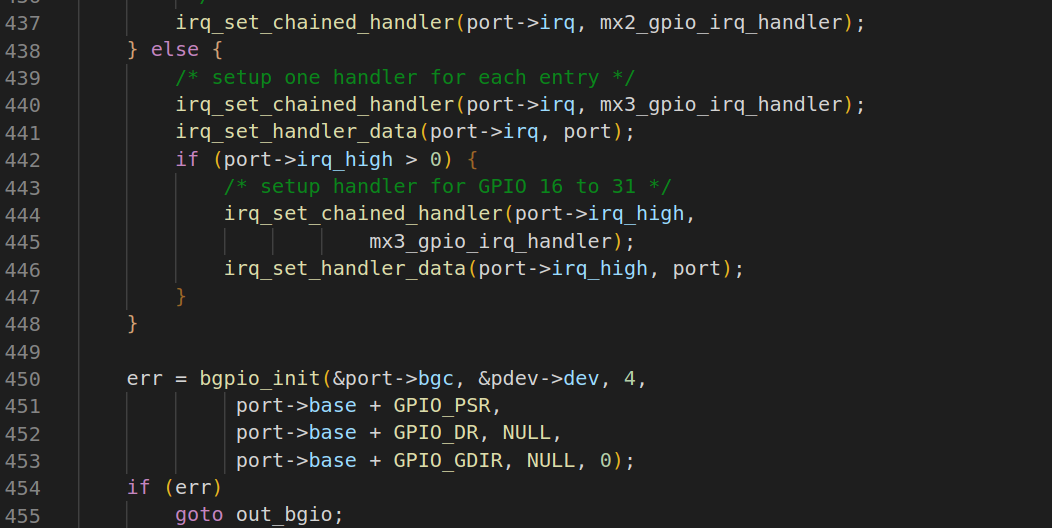 437 irq_set_chained_handler(port->irq, mx2_gpio_irq_handler);
438 } else {
439 /* setup one handler for each entry */
440 irq_set_chained_handler(port->irq, mx3_gpio_irq_handler);
441 irq_set_handler_data(port->irq, port);
442 if (port->irq_high > 0) {
443 /* setup handler for GPIO 16 to 31 */
444 irq_set_chained_handler(port->irq_high,
445 mx3_gpio_irq_handler);
446 irq_set_handler_data(port->irq_high, port);
447 }
448 }
449
450 err = bgpio_init(&port->bgc, &pdev->dev, 4,
451 port->base + GPIO_PSR,
452 port->base + GPIO_DR, NULL,
453 port->base + GPIO_GDIR, NULL, 0);
454 if (err)
455 goto out_bgio;